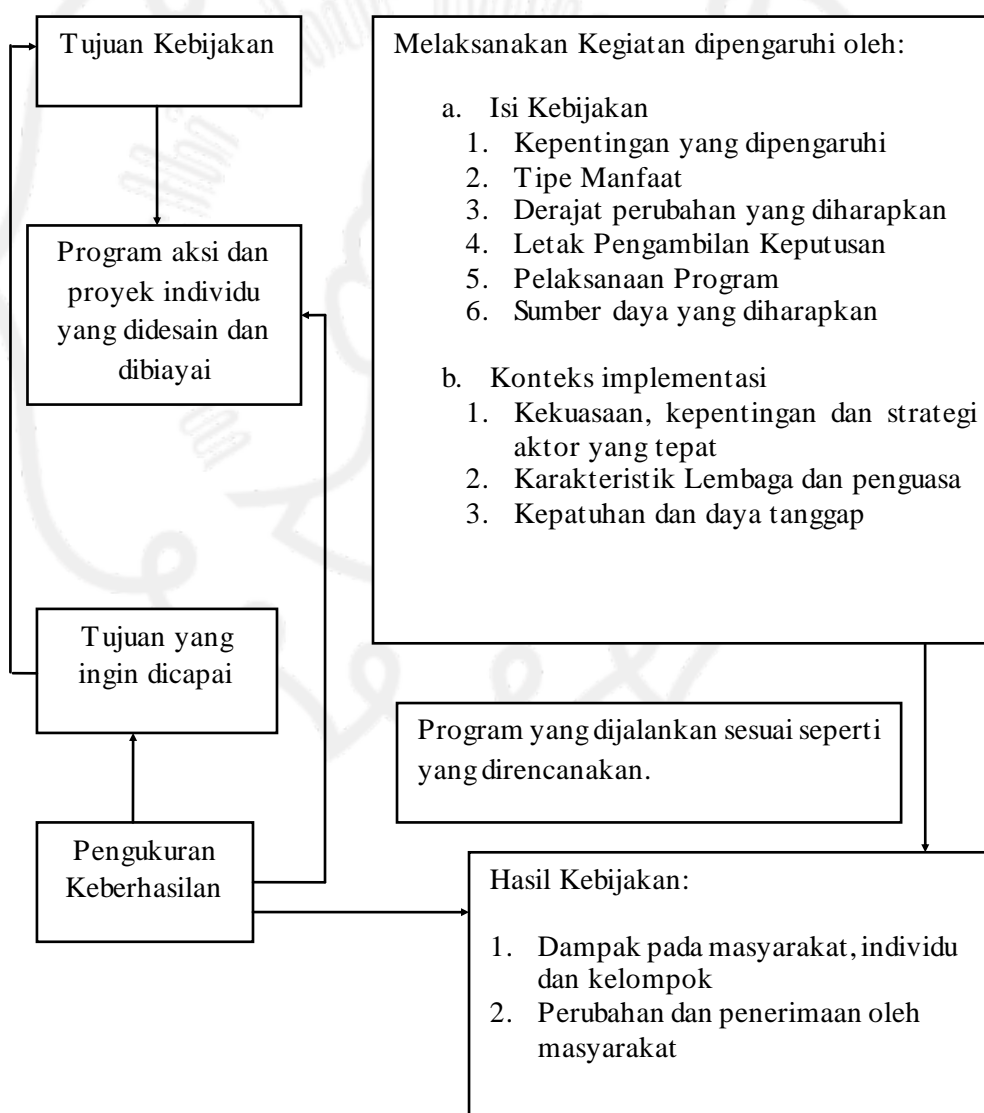 Tujuan Kebijakan
Program aksi dan
proyek individu
yang didesain dan
dibiayai
Tujuan yang
ingin dicapai
Pengukuran
Keberhasilan
Melaksanakan Kegiatan dipengaruhi oleh:
a. Isi Kebijakan
1. Kepentingan yang dipengaruhi
2. Tipe Manfaat
3. Derajat perubahan yang diharapkan
4. Letak Pengambilan Keputusan
5. Pelaksanaan Program
6. Sumber daya yang diharapkan
b. Konteks implementasi
1. Kekuasaan, kepentingan dan strategi
aktor yang tepat
2. Karakteristik Lembaga dan penguasa
3. Kepatuhan dan daya tanggap
Program yang dijalankan sesuai seperti
yang direncanakan.
Hasil Kebijakan:
1. Dampak pada masyarakat, individu
dan kelompok
2. Perubahan dan penerimaan oleh
masyarakat